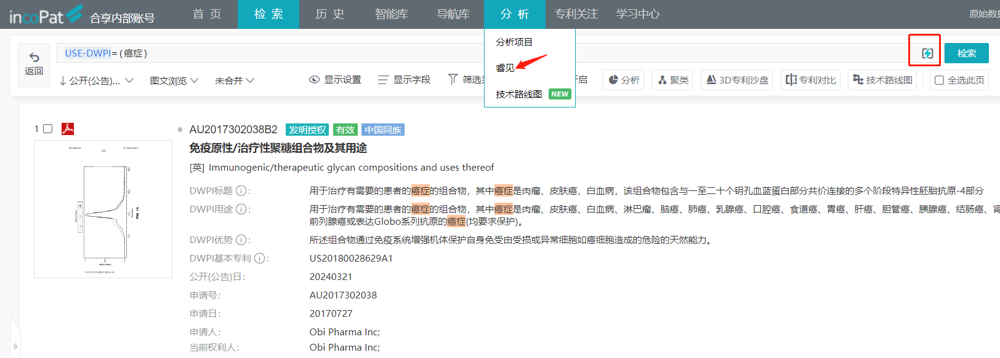 incoPat 合享内部账号 首 页 检 索 历 史 智能库 导航库 分 析 专利关注 学习中心 原始数
分析项目
返回 USE-DWPI=(癌症) 睿见 检索
公开(公告)... 图文浏览 未合并 显示设置 显示字段 筛选 开启 分析 聚类 3D专利沙盘 专利对比 技术路线图 全选此页
技术路线图 NEW
1 AU2017302038B2 发明授权 有效 中国同族
免疫原性/治疗性聚糖组合物及其用途
[英] Immunogenic/therapeutic glycan compositions and uses thereof
DWPI标题 : 用于治疗有需要的患者的癌症的组合物，其中癌症是肉瘤、皮肤癌、白血病，该组合物包含与一至二十个钥孔血蓝蛋白部分共价连接的多个阶段特异性胚胎抗原-4部分
DWPI用途 : 用于治疗有需要的患者的癌症的组合物，其中癌症是肉瘤、皮肤癌、白血病、淋巴瘤、脑癌、肺癌、乳腺癌、口腔癌、食道癌、胃癌、肝癌、胆管癌、胰腺癌、结肠癌、肾
前列腺癌或表达Globo系列抗原的癌症(均要求保护)。
DWPI优势 : 所述组合物通过免疫系统增强机体保护自身免受由受损或异常细胞如癌细胞造成的危险的天然能力。
DWPI基本专利 : US20180028629A1
公开(公告)日: 20240321
申请号: AU2017302038
申请日: 20170727
申请人: Obi Pharma Inc;
当前权利人: Obi Pharma Inc;